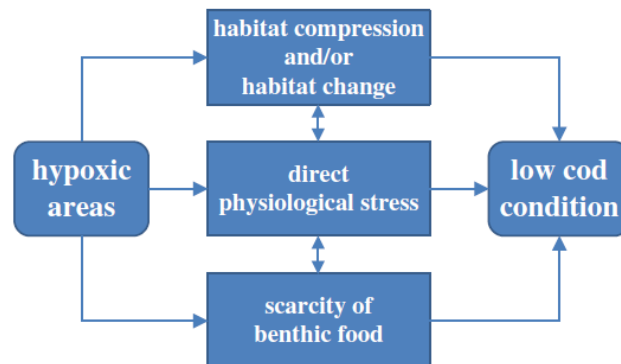 habitat compression
and/or
habitat change
hypoxic
areas
direct
physiological stress
low cod
condition
scarcity of
benthic food